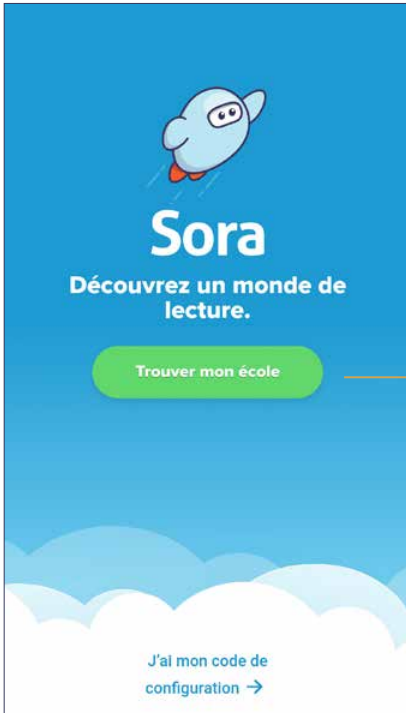 Sora
Découvrez un monde de
lecture.
Trouver mon école
J'ai mon code de
configuration →